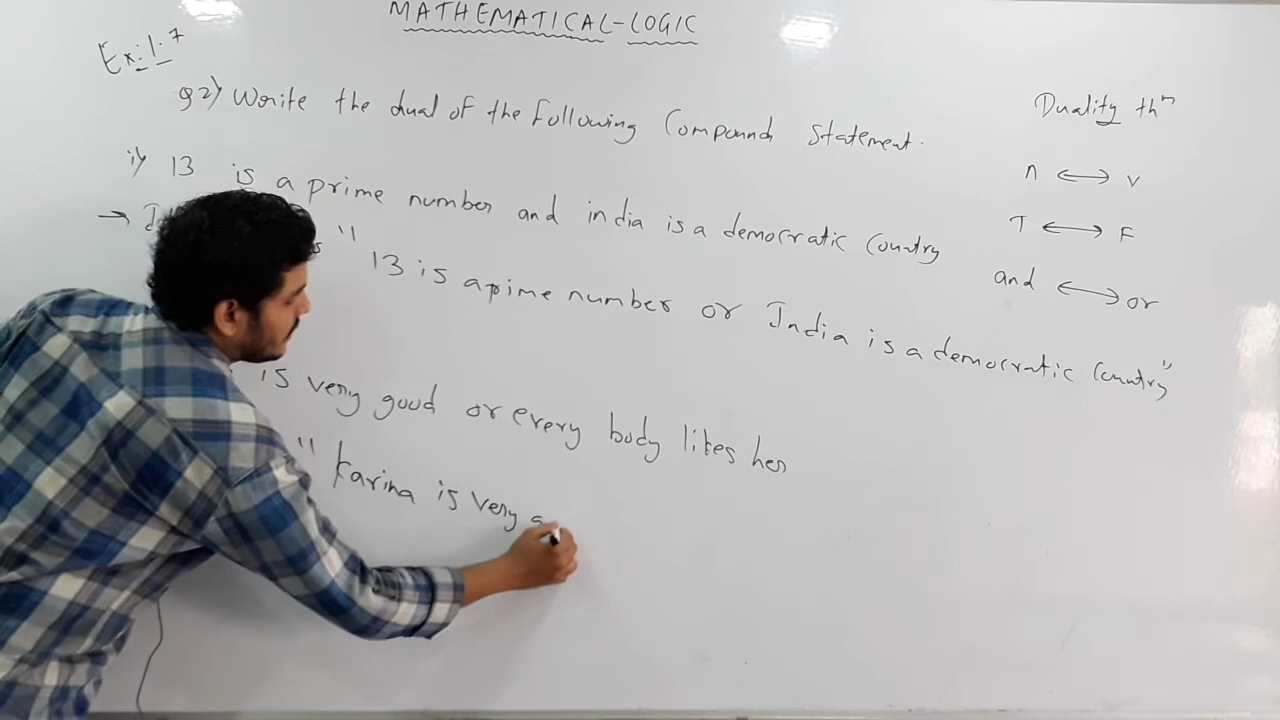 MATHEMATICAL-LOGIC
Ex:1.7
Q2) Write the dual of the following Compound Statement.
i) 13 is a prime number and india is a democratic Country
→ " 13 is a pime number or India is a democratic Country"
is very good or every body likes her
" Karina is very g
Duality thⁿ
∧ ↔ ∨
T ↔ F
and ↔ or